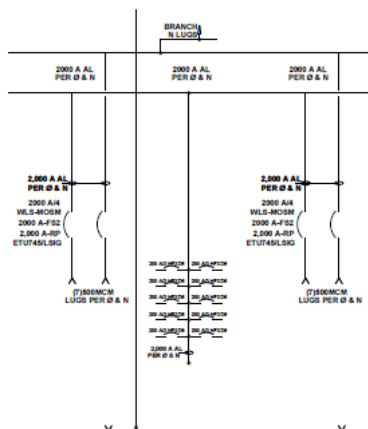 BRANCH
N LUGS
2000 A AL
PER Ø & N
2000 A AL
PER Ø & N
2000 A AL
PER Ø & N
2,000 A AL
PER Ø & N
2000 A/4
WLS-MOSM
2000 A-FS2
2,000 A-RP
ETU745/LSIG
(7)500MCM
LUGS PER Ø & N
2,000 A AL
PER Ø & N
2,000 A AL
PER Ø & N
2000 A/4
WLS-MOSM
2000 A-FS2
2,000 A-RP
ETU745/LSIG
(7)500MCM
LUGS PER Ø & N